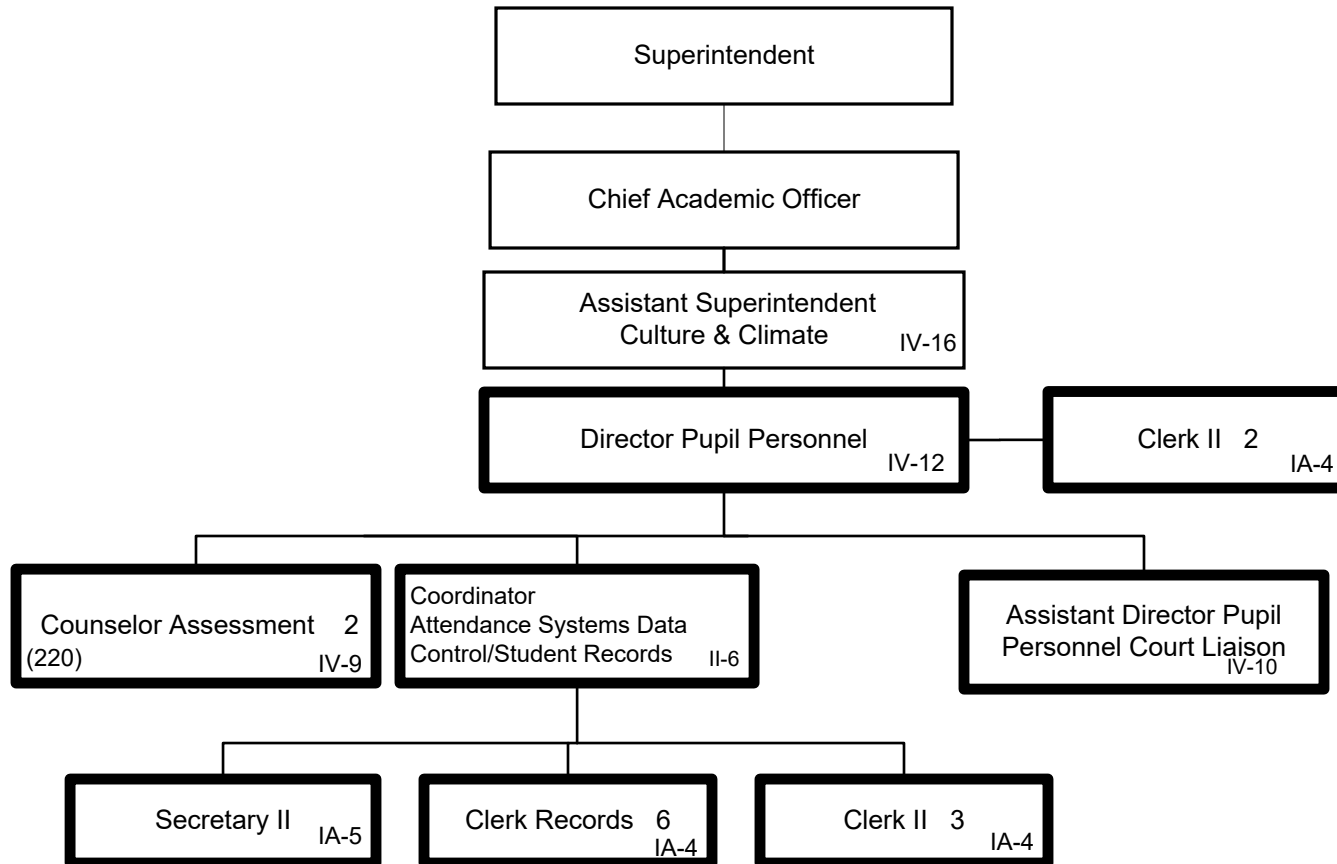 Superintendent
Chief Academic Officer
Assistant Superintendent
Culture & Climate
IV-16
Director Pupil Personnel
IV-12
Clerk II 2
IA-4
Counselor Assessment 2
(220)
IV-9
Coordinator
Attendance Systems Data
Control/Student Records II-6
Assistant Director Pupil
Personnel Court Liaison
IV-10
Secretary II
IA-5
Clerk Records 6
IA-4
Clerk II 3
IA-4